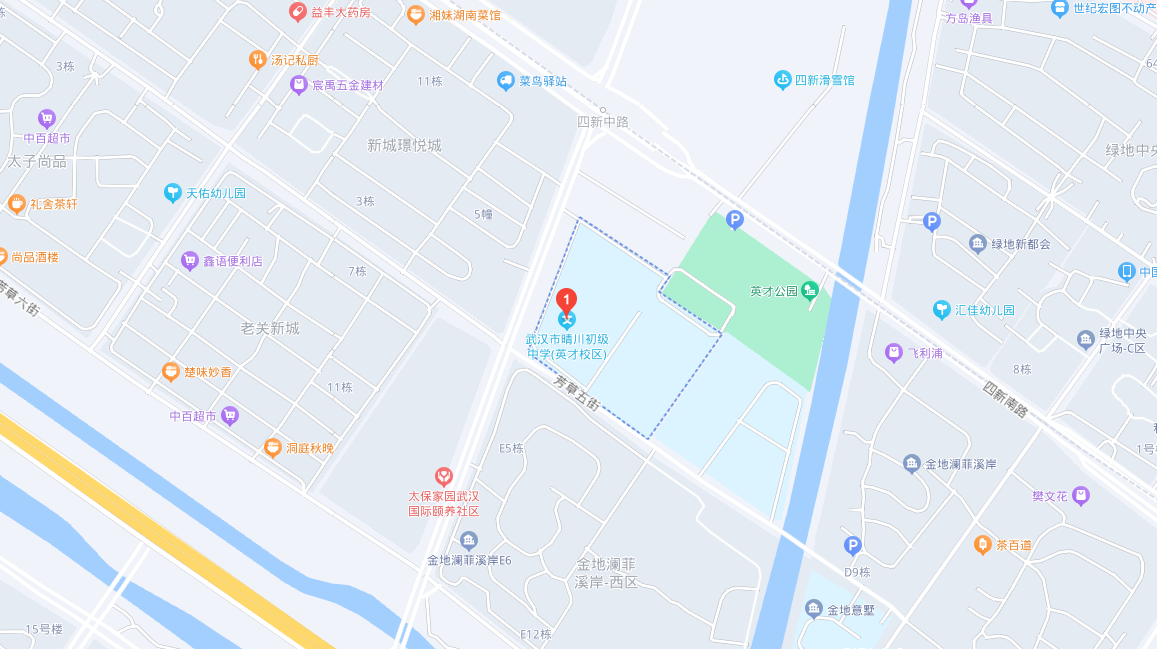 益丰大药房
湘妹湖南菜馆
方岛渔具
世纪宏图不动产
汤记私厨
3栋
宸禹五金建材
11栋
菜鸟驿站
四新滑雪馆
中百超市
四新中路
太子尚品
新城璟悦城
绿地中央
天佑幼儿园
礼舍茶轩
3栋
5幢
P
P
绿地新都会
尚品酒楼
鑫语便利店
7栋
中国
芳草六街
英才公园
1
汇佳幼儿园
老关新城
武汉市晴川初级
中学(英才校区)
绿地中央
广场-C区
飞利浦
楚味妙香
11栋
芳草五街
8栋
四新南路
中百超市
洞庭秋晚
E5栋
1号
金地澜菲溪岸
太保家园武汉
国际颐养社区
樊文花
金地澜菲溪岸E6
P
茶百道
金地澜菲
溪岸-西区
D9栋
金地意墅
15号楼
E12栋